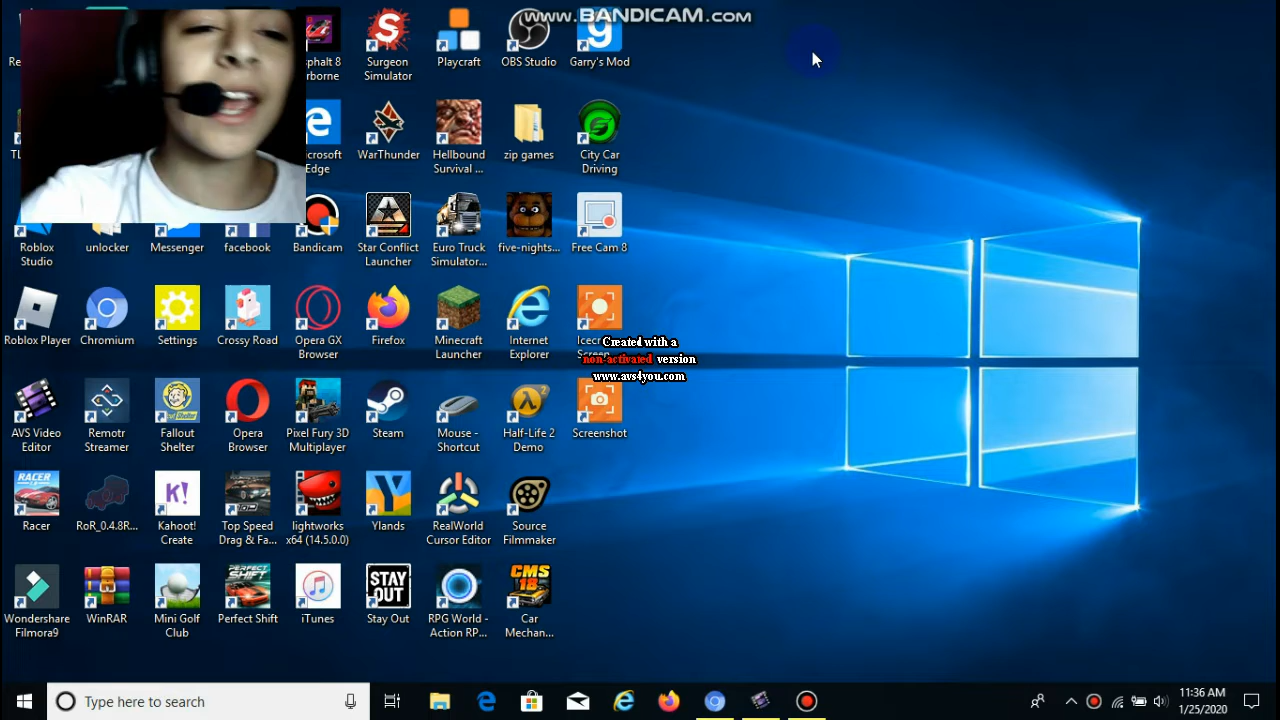 www.BANDICAM.com
Re
phalt 8
rborne
Surgeon
Simulator
Playcraft
OBS Studio
Garry's Mod
TL
icrosoft
Edge
WarThunder
Hellbound
Survival ...
zip games
City Car
Driving
Roblox
Studio
unlocker
Messenger
facebook
Bandicam
Star Conflict
Launcher
Euro Truck
Simulator...
five-nights...
Free Cam 8
Roblox Player
Chromium
Settings
Crossy Road
Opera GX
Browser
Firefox
Minecraft
Launcher
Internet
Explorer
Icecr
Screen
Created with a
non-activated version
www.avs4you.com
AVS Video
Editor
Remotr
Streamer
Fallout
Shelter
Opera
Browser
Pixel Fury 3D
Multiplayer
Steam
Mouse -
Shortcut
Half-Life 2
Demo
Screenshot
RACER
Racer
RoR_0.4.8R...
K!
Kahoot!
Create
Top Speed
Drag & Fa...
lightworks
x64 (14.5.0.0)
Ylands
RealWorld
Cursor Editor
Source
Filmmaker
Wondershare
Filmora9
WinRAR
Mini Golf
Club
PERFECT
SHIFT
Perfect Shift
iTunes
STAY
OUT
Stay Out
RPG World -
Action RP...
CMS
18
Car
Mechan...
Type here to search
11:36 AM
1/25/2020